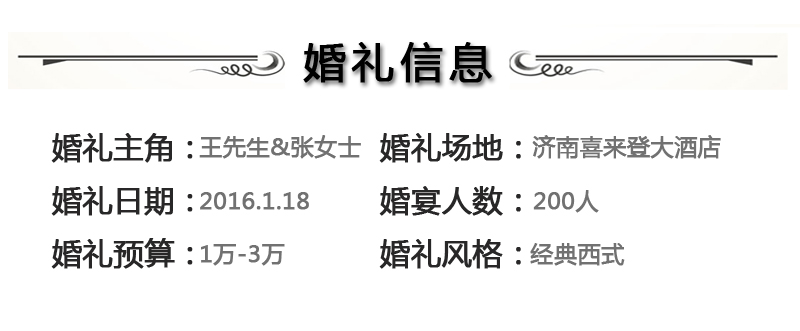 婚礼信息
婚礼主角：王先生&张女士 婚礼场地：济南喜来登大酒店
婚礼日期：2016.1.18 婚宴人数：200人
婚礼预算：1万-3万 婚礼风格：经典西式